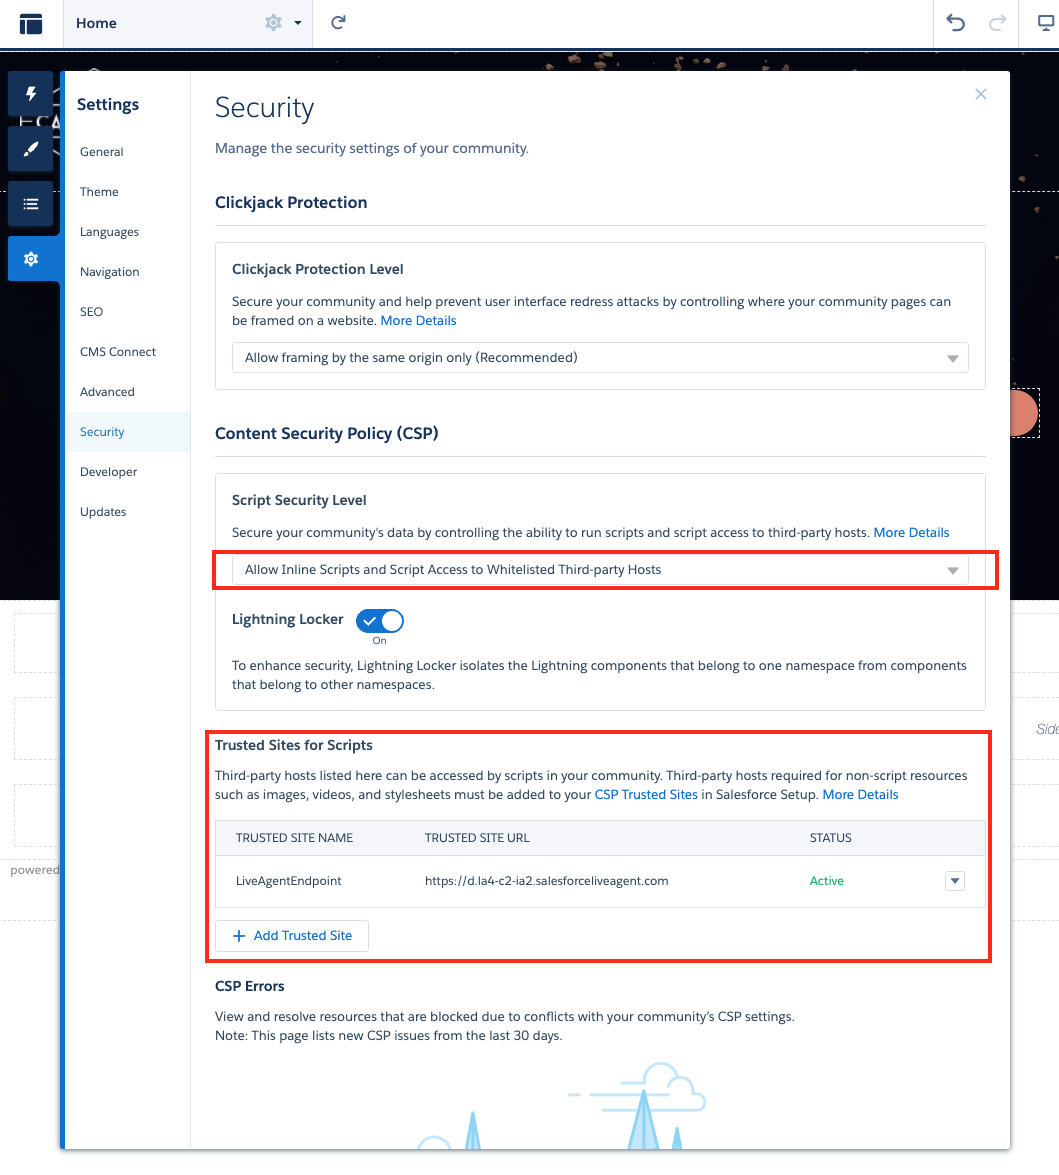 Home
Settings
General
Theme
Languages
Navigation
SEO
CMS Connect
Advanced
Security
Developer
Updates
Security
Manage the security settings of your community.
Clickjack Protection
Clickjack Protection Level
Secure your community and help prevent user interface redress attacks by controlling where your community pages can
be framed on a website. More Details
Allow framing by the same origin only (Recommended)
Content Security Policy (CSP)
Script Security Level
Secure your community's data by controlling the ability to run scripts and script access to third-party hosts. More Details
Allow Inline Scripts and Script Access to Whitelisted Third-party Hosts
Lightning Locker
On
To enhance security, Lightning Locker isolates the Lightning components that belong to one namespace from components
that belong to other namespaces.
Trusted Sites for Scripts
Third-party hosts listed here can be accessed by scripts in your community. Third-party hosts required for non-script resources
such as images, videos, and stylesheets must be added to your CSP Trusted Sites in Salesforce Setup. More Details
TRUSTED SITE NAME TRUSTED SITE URL STATUS
LiveAgentEndpoint https://d.la4-c2-ia2.salesforceliveagent.com Active
+ Add Trusted Site
CSP Errors
View and resolve resources that are blocked due to conflicts with your community's CSP settings.
Note: This page lists new CSP issues from the last 30 days.
powered